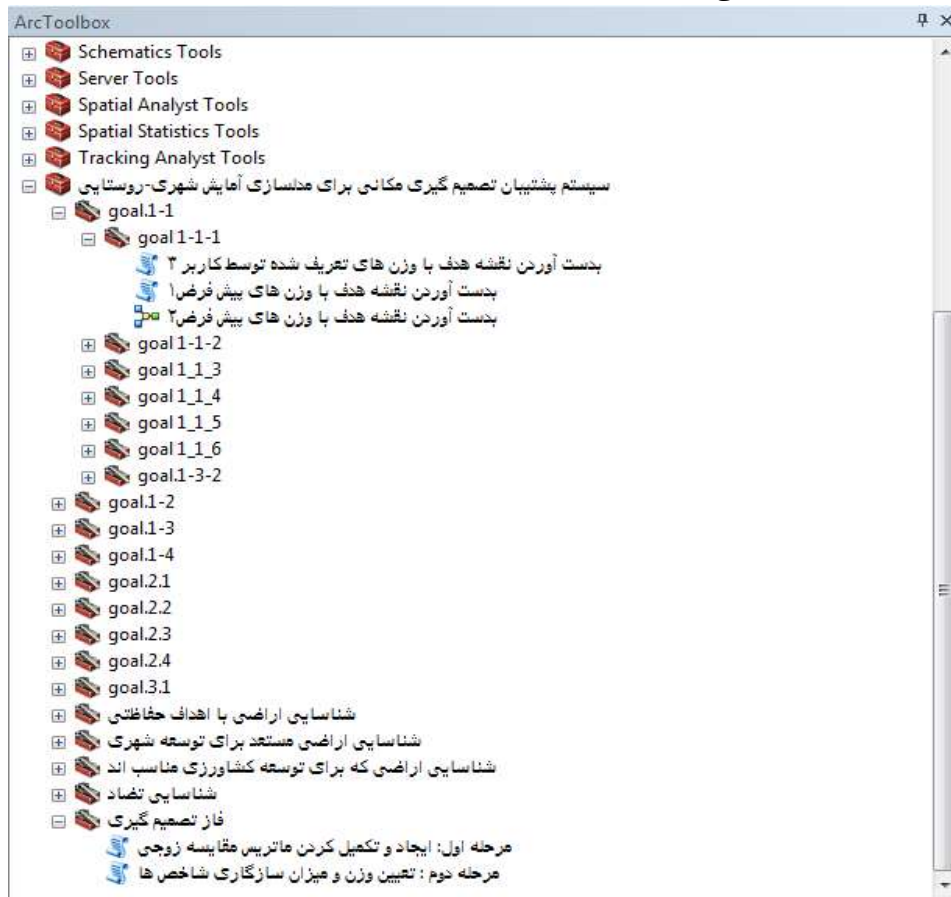 ArcToolbox
Schematics Tools
Server Tools
Spatial Analyst Tools
Spatial Statistics Tools
Tracking Analyst Tools
سیستم پشتیبان تصمیم گیری مکانی برای مدلسازی آمایش شهری-روستایی
goal.1-1
goal 1-1-1
بدست آوردن نقشه هدف با وزن های تعریف شده توسط کاربر ۳
بدست آوردن نقشه هدف با وزن های پیش فرض۱
بدست آوردن نقشه هدف با وزن های پیش فرض۲
goal 1-1-2
goal 1_1_3
goal 1_1_4
goal 1_1_5
goal 1_1_6
goal.1-3-2
goal.1-2
goal.1-3
goal.1-4
goal.2.1
goal.2.2
goal.2.3
goal.2.4
goal.3.1
شناسایی اراضی با اهداف حفاظتی
شناسایی اراضی مستعد برای توسعه شهری
شناسایی اراضی که برای توسعه کشاورزی مناسب اند
شناسایی تضاد
فاز تصمیم گیری
مرحله اول: ایجاد و تکمیل کردن ماتریس مقایسه زوجی
مرحله دوم : تعیین وزن و میزان سازگاری شاخص ها